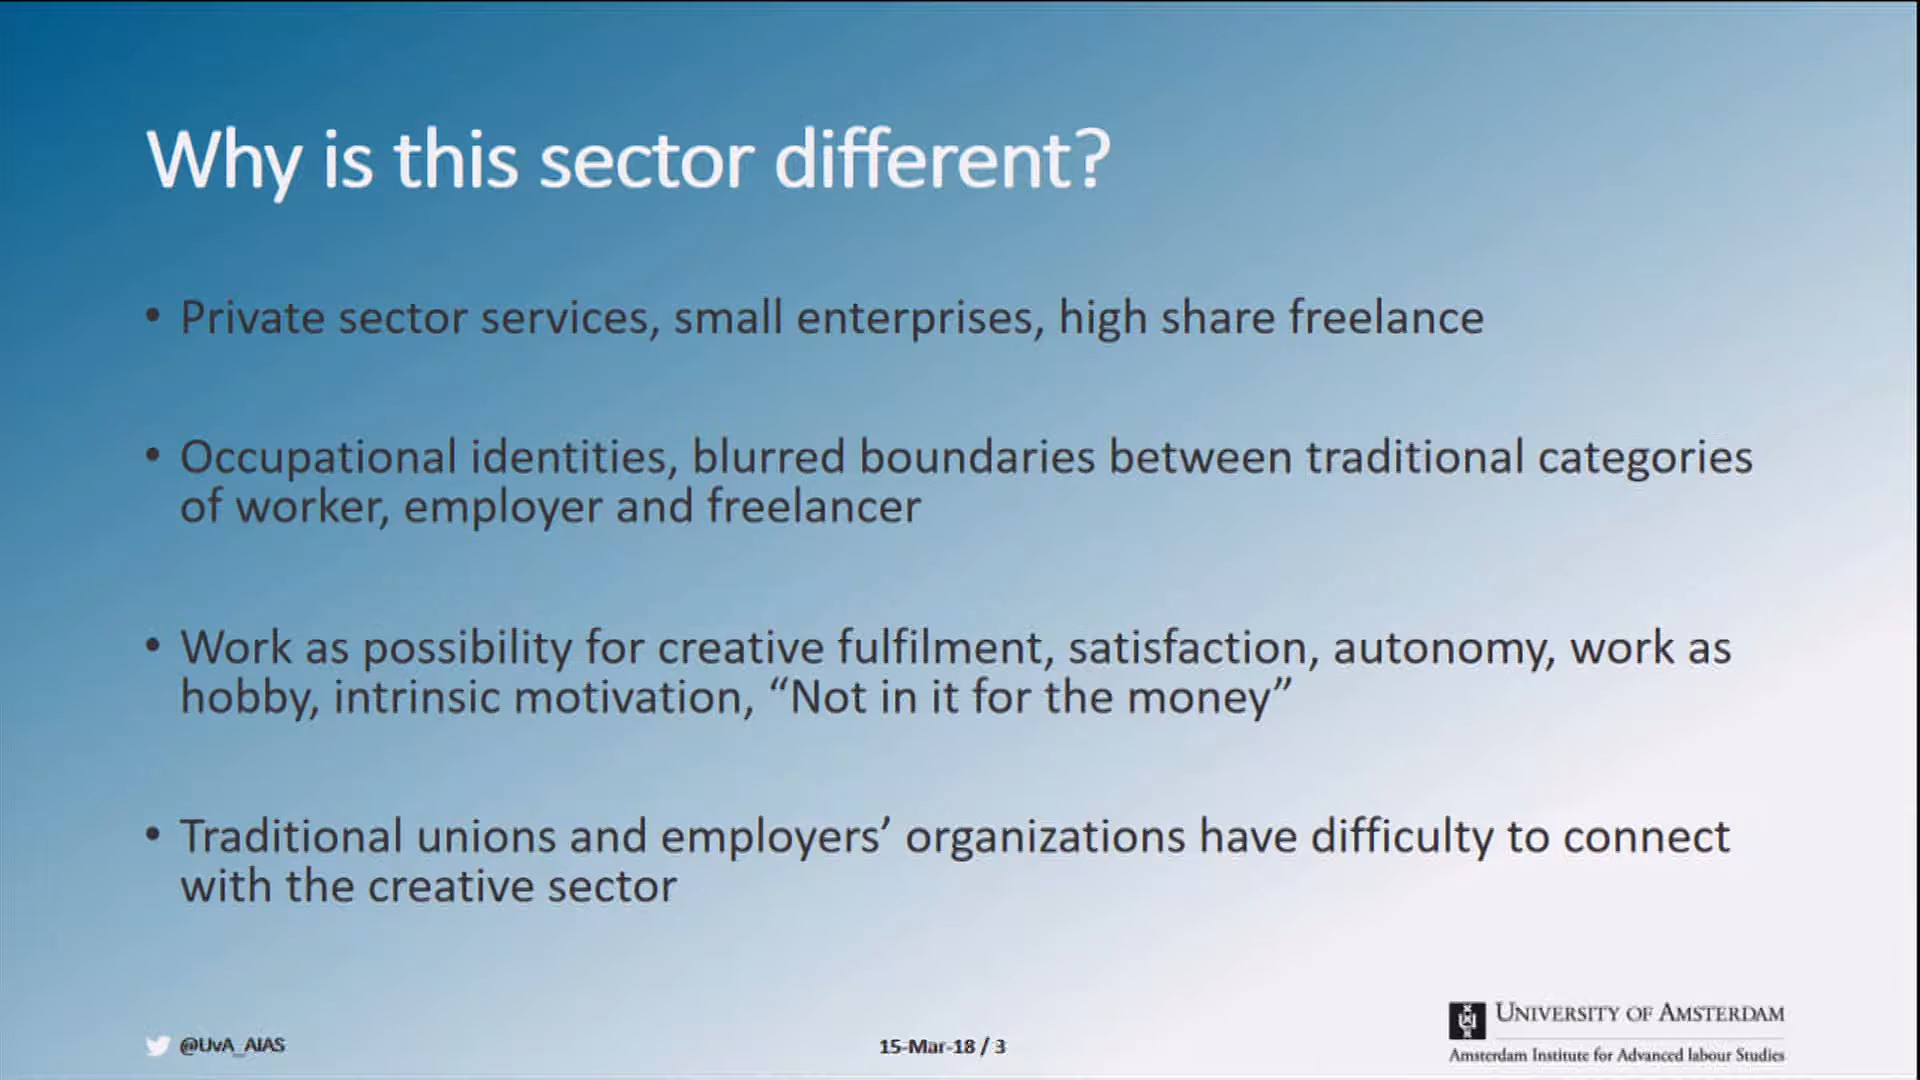 Why is this sector different?
• Private sector services, small enterprises, high share freelance
• Occupational identities, blurred boundaries between traditional categories
of worker, employer and freelancer
• Work as possibility for creative fulfilment, satisfaction, autonomy, work as
hobby, intrinsic motivation, “Not in it for the money”
• Traditional unions and employers’ organizations have difficulty to connect
with the creative sector
@UvA_AIAS
15-Mar-18 / 3
UNIVERSITY OF AMSTERDAM
Amsterdam Institute for Advanced labour Studies